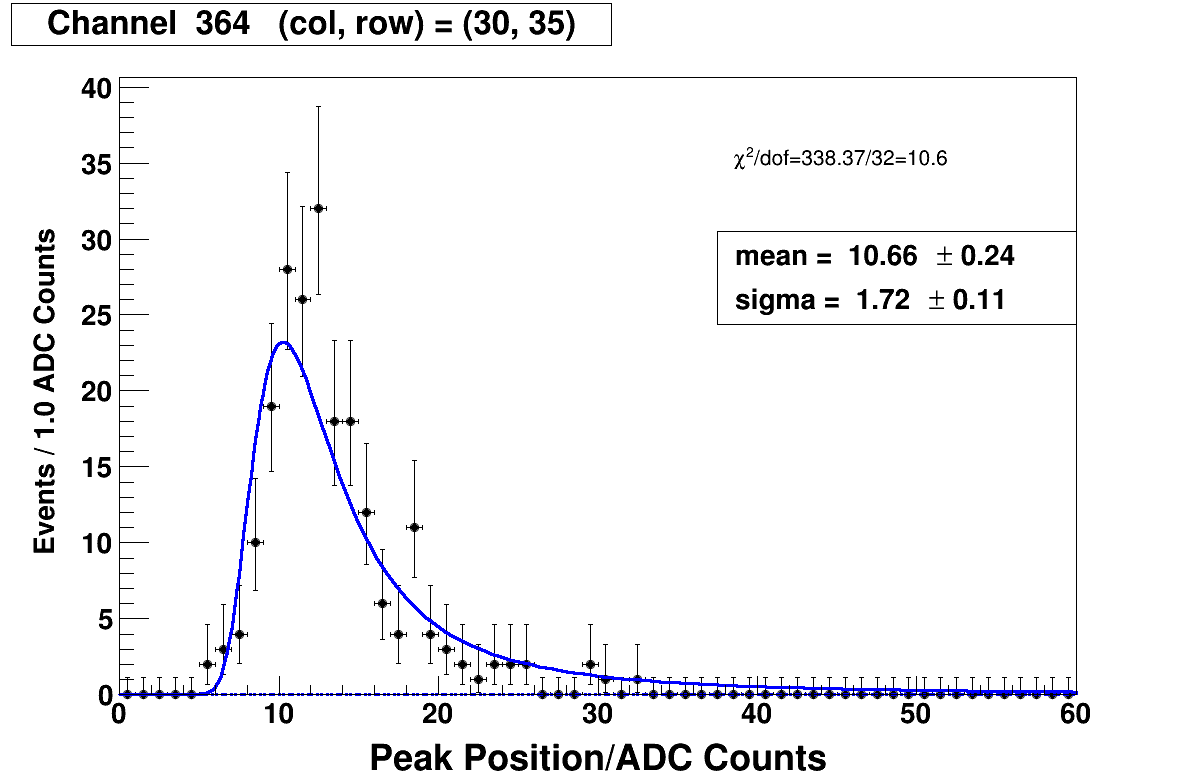 Channel 364 (col, row) = (30, 35)
40
35
30
25
20
15
10
5
0
Events / 1.0 ADC Counts
χ²/dof=338.37/32=10.6
mean = 10.66 ± 0.24
sigma = 1.72 ± 0.11
0 10 20 30 40 50 60
Peak Position/ADC Counts